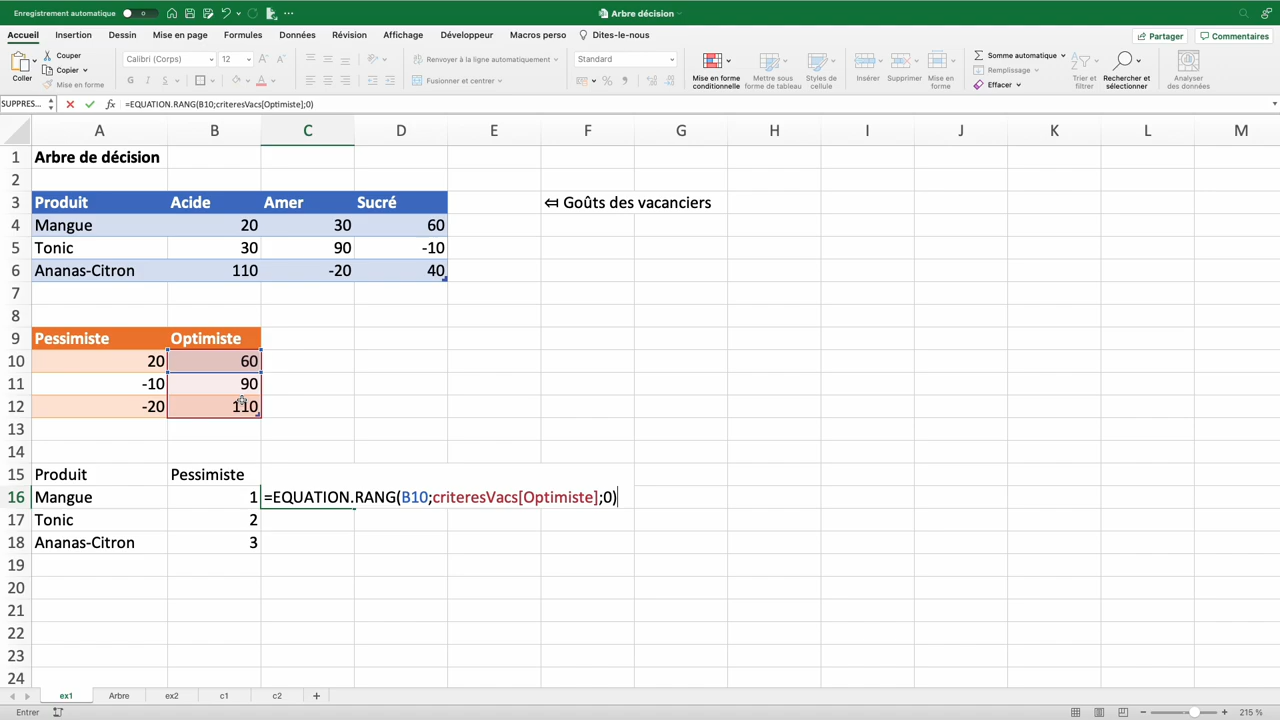 Enregistrement automatique
Arbre décision
Accueil Insertion Dessin Mise en page Formules Données Révision Affichage Développeur Macros perso Dites-le-nous Partager Commentaires
Coller
Couper
Copier
Mise en forme
Calibri (Corps) 12
G I S
Renvoyer à la ligne automatiquement
Fusionner et centrer
Standard
Mise en forme conditionnelle
Mettre sous forme de tableau
Styles de cellule
Insérer
Supprimer
Mise en forme
Somme automatique
Remplissage
Effacer
Trier et filtrer
Rechercher et sélectionner
Analyser des données
SUPPRES... fx =EQUATION.RANG(B10;criteresVacs[Optimiste];0)
A B C D E F G H I J K L M
1 Arbre de décision
2
3 Produit Acide Amer Sucré ⇦ Goûts des vacanciers
4 Mangue 20 30 60
5 Tonic 30 90 -10
6 Ananas-Citron 110 -20 40
7
8
9 Pessimiste Optimiste
10 20 60
11 -10 90
12 -20 110
13
14
15 Produit Pessimiste
16 Mangue 1 =EQUATION.RANG(B10;criteresVacs[Optimiste];0)
17 Tonic 2
18 Ananas-Citron 3
19
20
21
22
23
24
ex1 Arbre ex2 c1 c2 +
Entrer 215 %